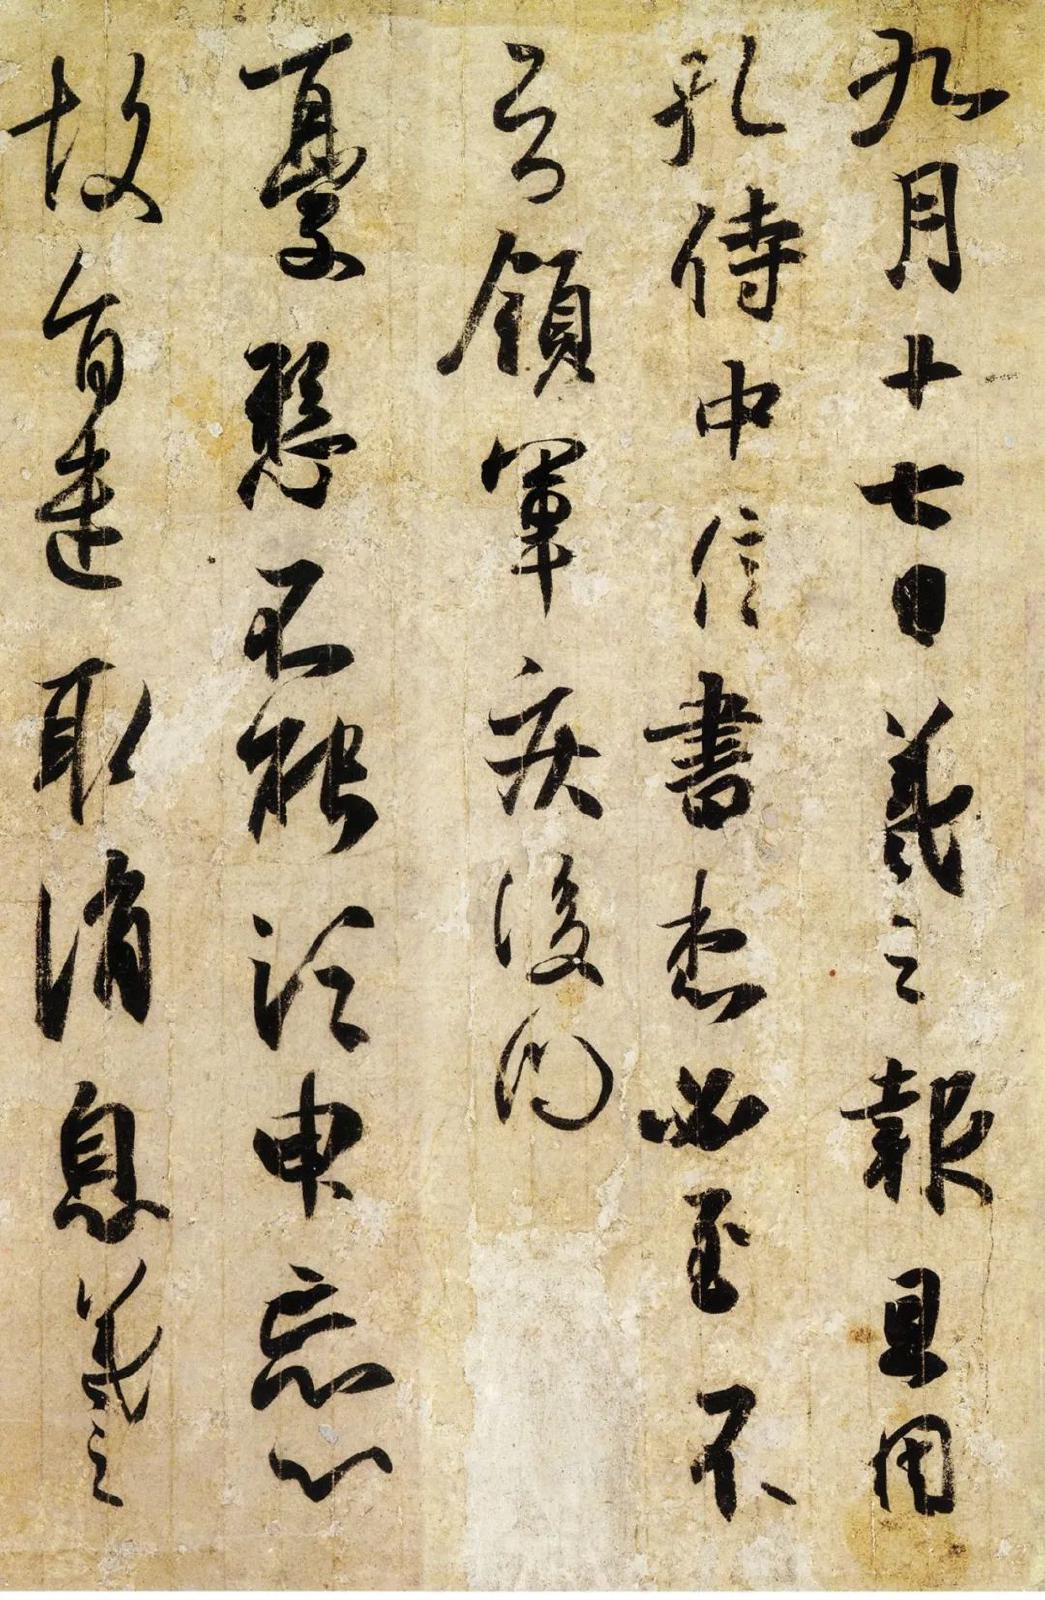 九月十七日羲之報且因
孔侍中信書想必至不
知領軍疾後問
憂懸不能須臾忘心
故旨遣取消息羲之